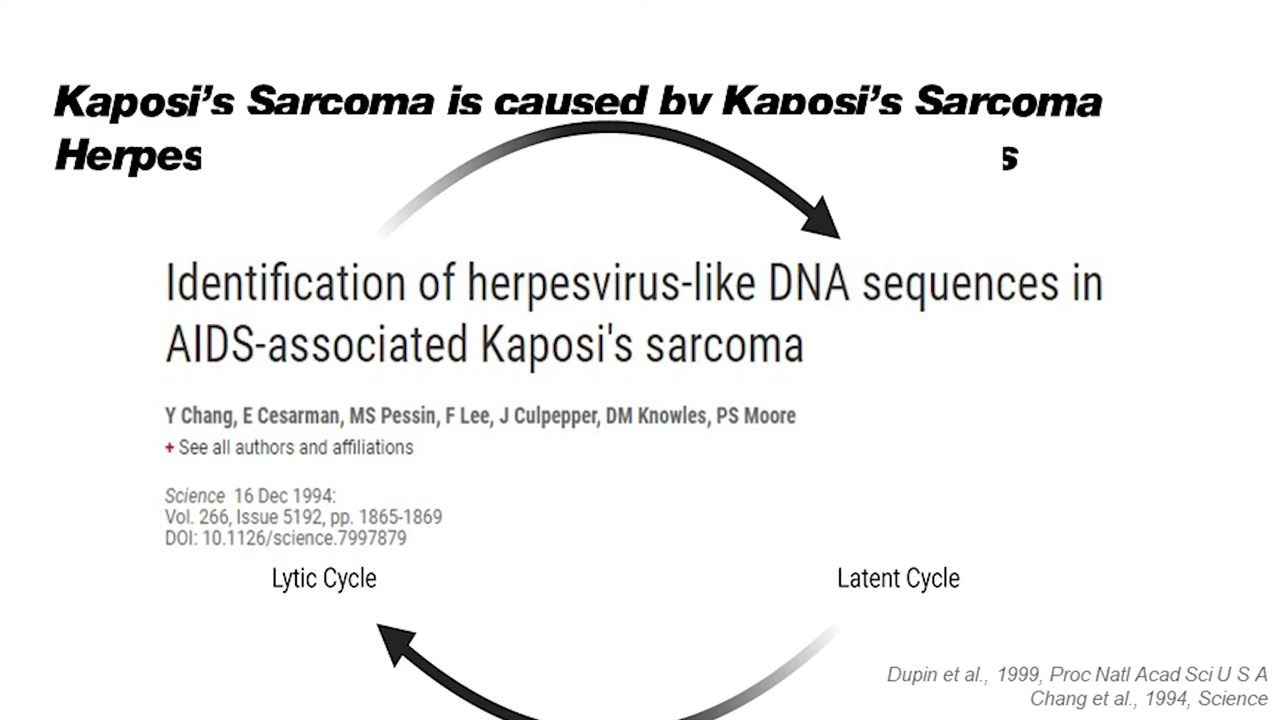 Kaposi’s Sarcoma is caused by Kaposi’s Sarcoma
Herpes s
Identification of herpesvirus-like DNA sequences in
AIDS-associated Kaposi's sarcoma
Y Chang, E Cesarman, MS Pessin, F Lee, J Culpepper, DM Knowles, PS Moore
+ See all authors and affiliations
Science 16 Dec 1994:
Vol. 266, Issue 5192, pp. 1865-1869
DOI: 10.1126/science.7997879
Lytic Cycle
Latent Cycle
Dupin et al., 1999, Proc Natl Acad Sci U S A
Chang et al., 1994, Science